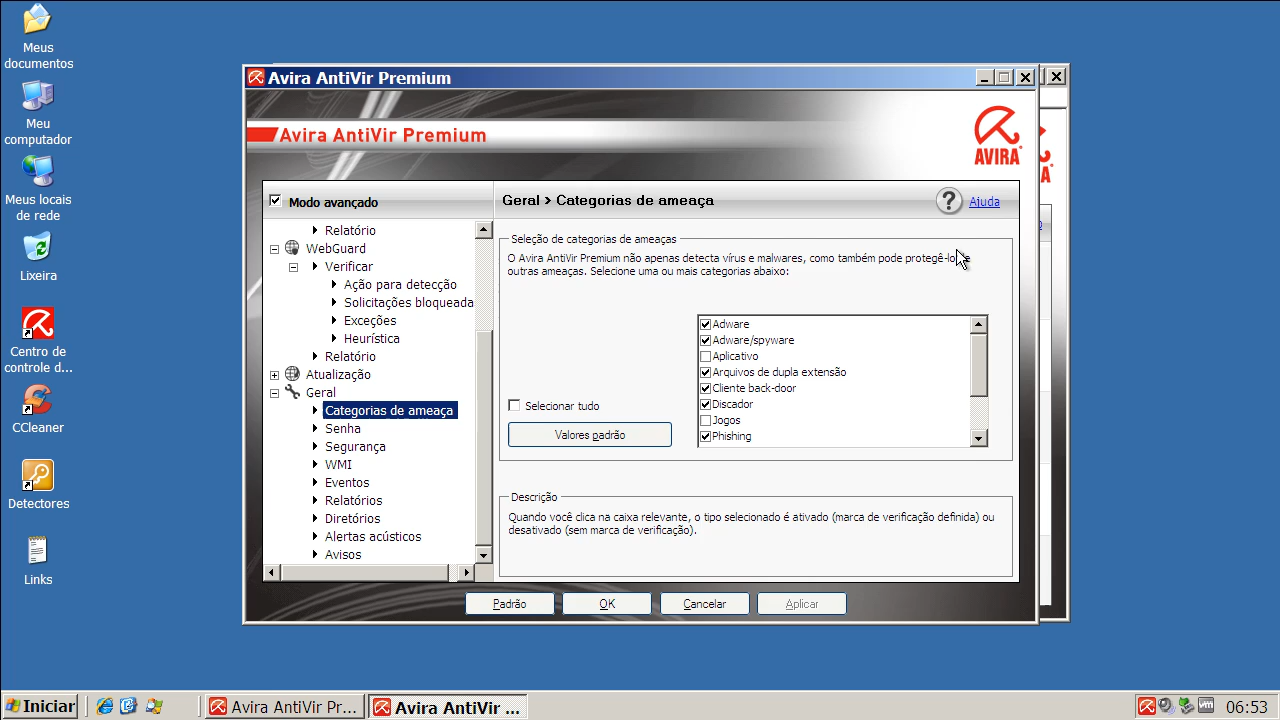 Meus
documentos
Meu
computador
Meus locais
de rede
Lixeira
Centro de
controle d...
CCleaner
Detectores
Links
Avira AntiVir Premium
Avira AntiVir Premium
AVIRA
Modo avançado
Relatório
WebGuard
Verificar
Ação para detecção
Solicitações bloqueada
Exceções
Heurística
Relatório
Atualização
Geral
Categorias de ameaça
Senha
Segurança
WMI
Eventos
Relatórios
Diretórios
Alertas acústicos
Avisos
Geral > Categorias de ameaça
? Ajuda
Seleção de categorias de ameaças
O Avira AntiVir Premium não apenas detecta vírus e malwares, como também pode protegê-lo de
outras ameaças. Selecione uma ou mais categorias abaixo:
Adware
Adware/spyware
Aplicativo
Arquivos de dupla extensão
Cliente back-door
Discador
Jogos
Phishing
Selecionar tudo
Valores padrão
Descrição
Quando você clica na caixa relevante, o tipo selecionado é ativado (marca de verificação definida) ou
desativado (sem marca de verificação).
Padrão
OK
Cancelar
Aplicar
Iniciar
Avira AntiVir Pr...
Avira AntiVir ...
06:53